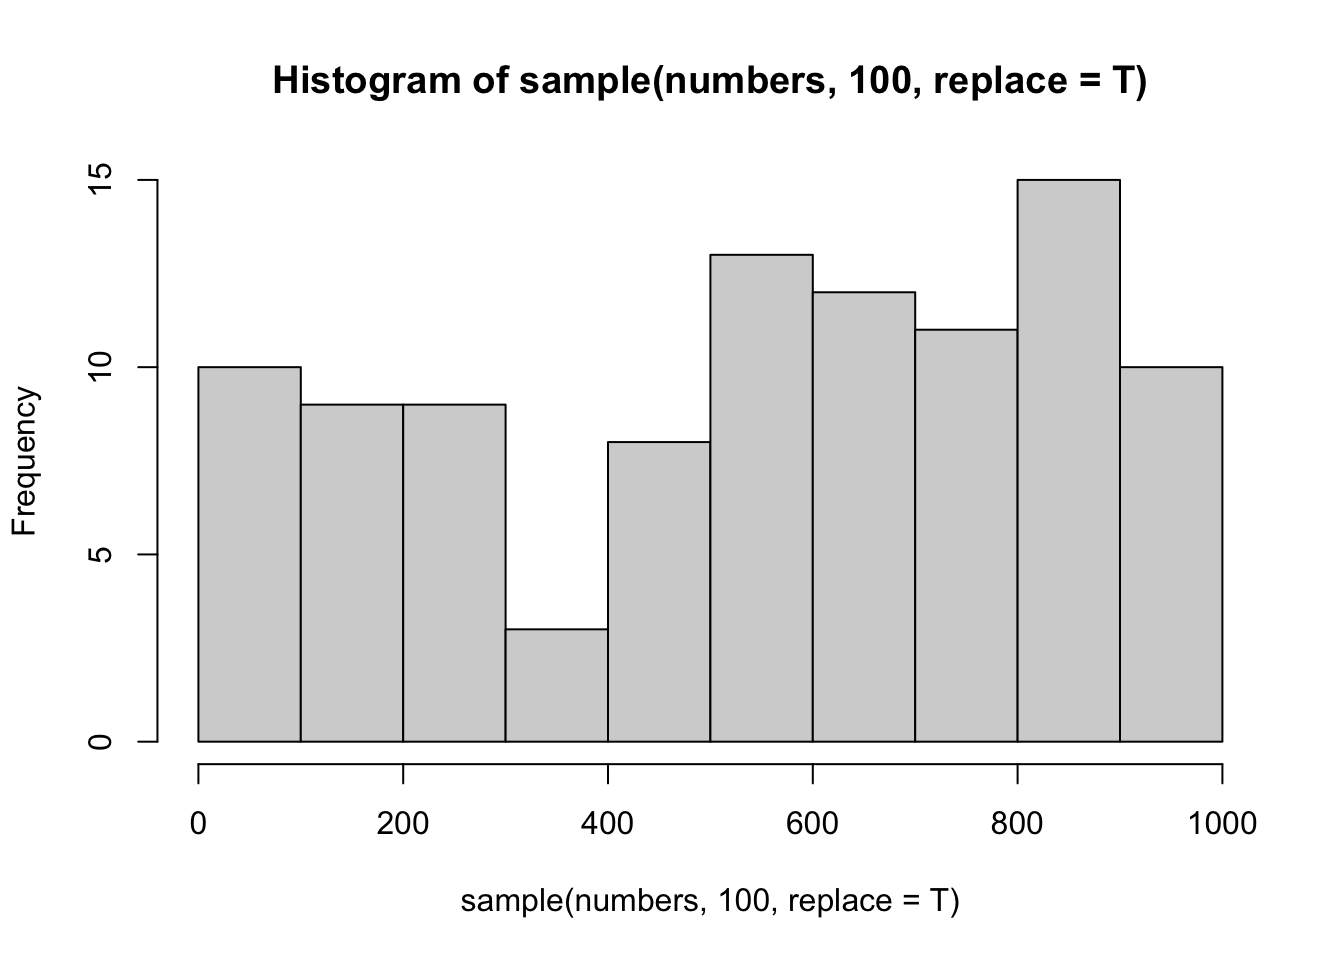 Histogram of sample(numbers, 100, replace = T)
Frequency
15
10
5
0
0 200 400 600 800 1000
sample(numbers, 100, replace = T)